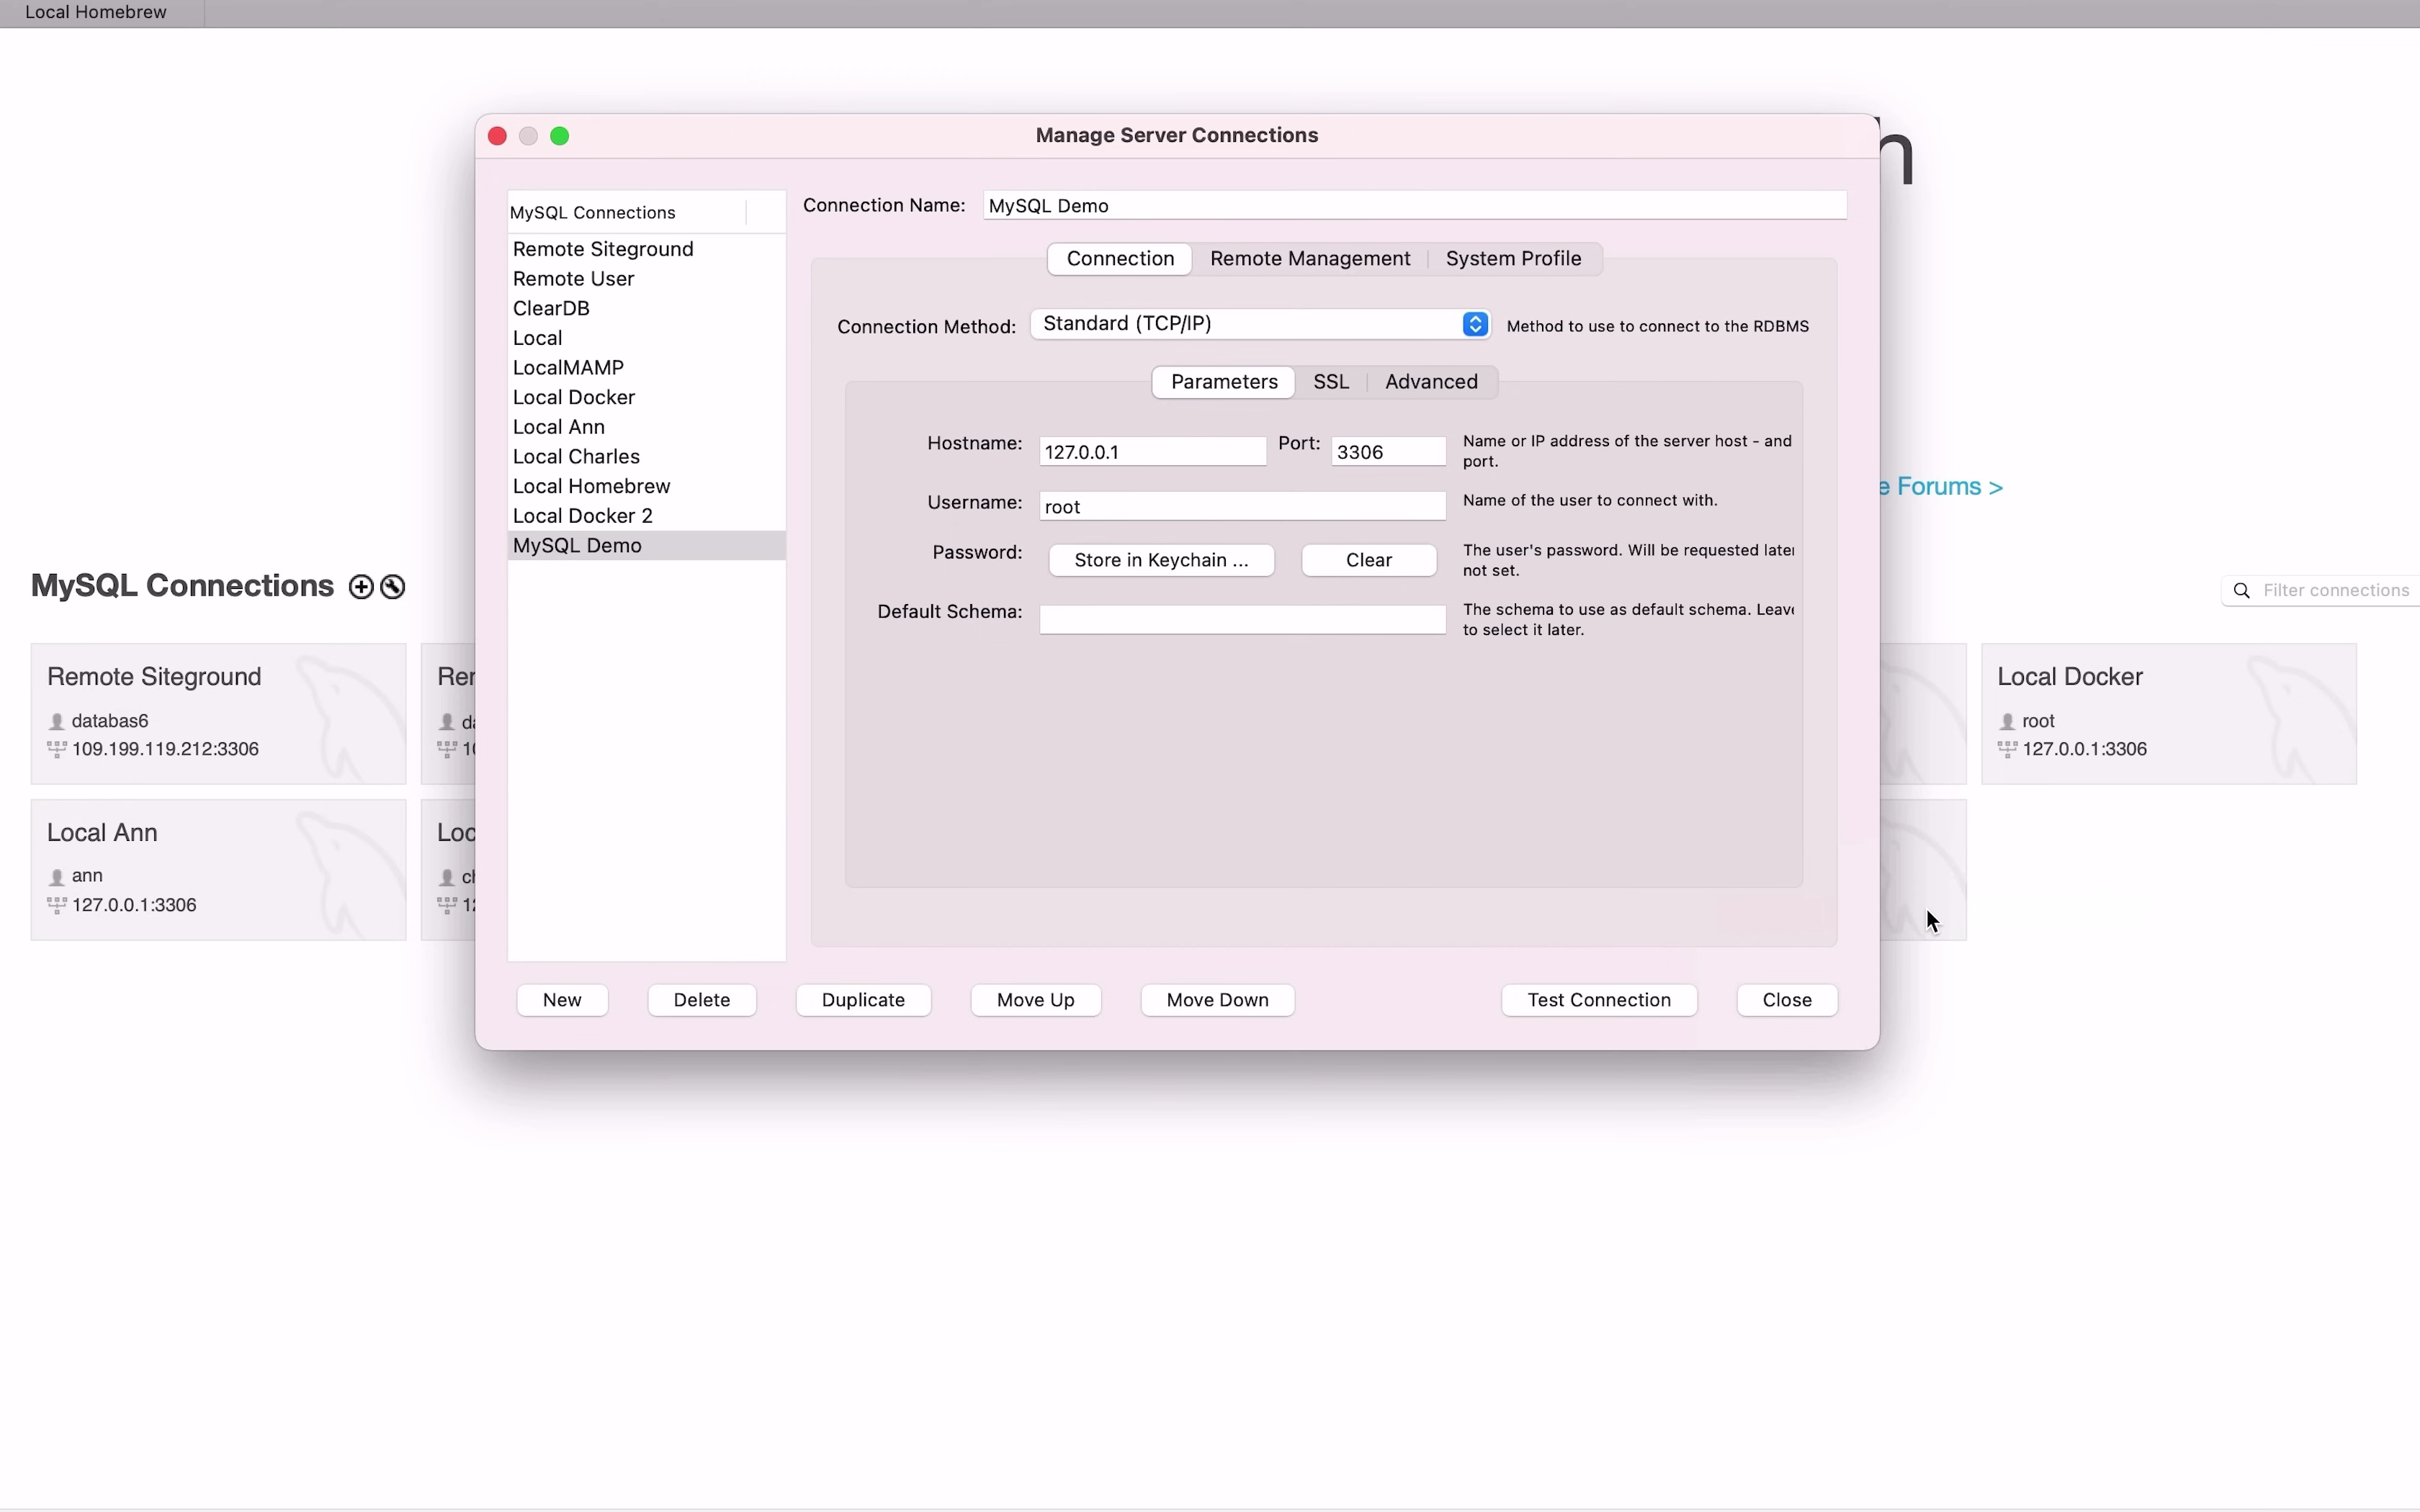 Local Homebrew
Manage Server Connections
MySQL Connections
Remote Siteground
Remote User
ClearDB
Local
LocalMAMP
Local Docker
Local Ann
Local Charles
Local Homebrew
Local Docker 2
MySQL Demo
Connection Name: MySQL Demo
Connection Remote Management System Profile
Connection Method: Standard (TCP/IP) Method to use to connect to the RDBMS
Parameters SSL Advanced
Hostname: 127.0.0.1 Port: 3306 Name or IP address of the server host - and
port.
Username: root Name of the user to connect with.
Password: Store in Keychain ... Clear The user's password. Will be requested later
not set.
Default Schema: The schema to use as default schema. Leave
to select it later.
New Delete Duplicate Move Up Move Down Test Connection Close
Forums >
MySQL Connections
Filter connections
Remote Siteground
databas6
109.199.119.212:3306
Local Docker
root
127.0.0.1:3306
Local Ann
ann
127.0.0.1:3306